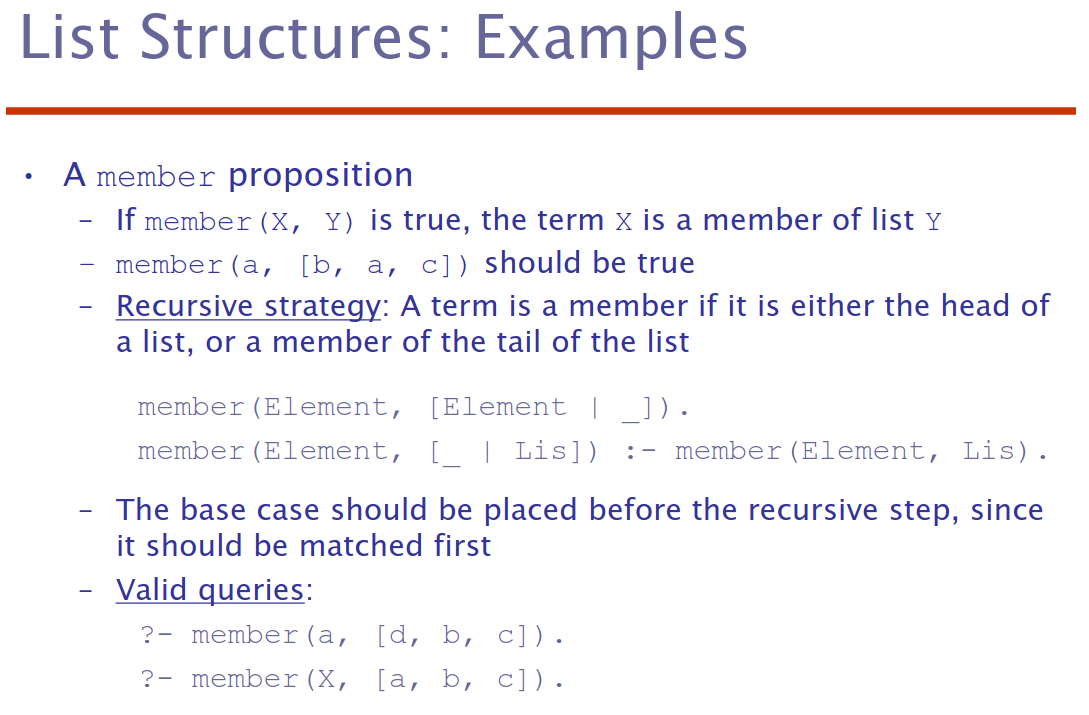 List Structures: Examples
• A member proposition
– If member(X, Y) is true, the term X is a member of list Y
– member(a, [b, a, c]) should be true
– Recursive strategy: A term is a member if it is either the head of
a list, or a member of the tail of the list
member(Element, [Element | _]).
member(Element, [_ | Lis]) :- member(Element, Lis).
– The base case should be placed before the recursive step, since
it should be matched first
– Valid queries:
?- member(a, [d, b, c]).
?- member(X, [a, b, c]).